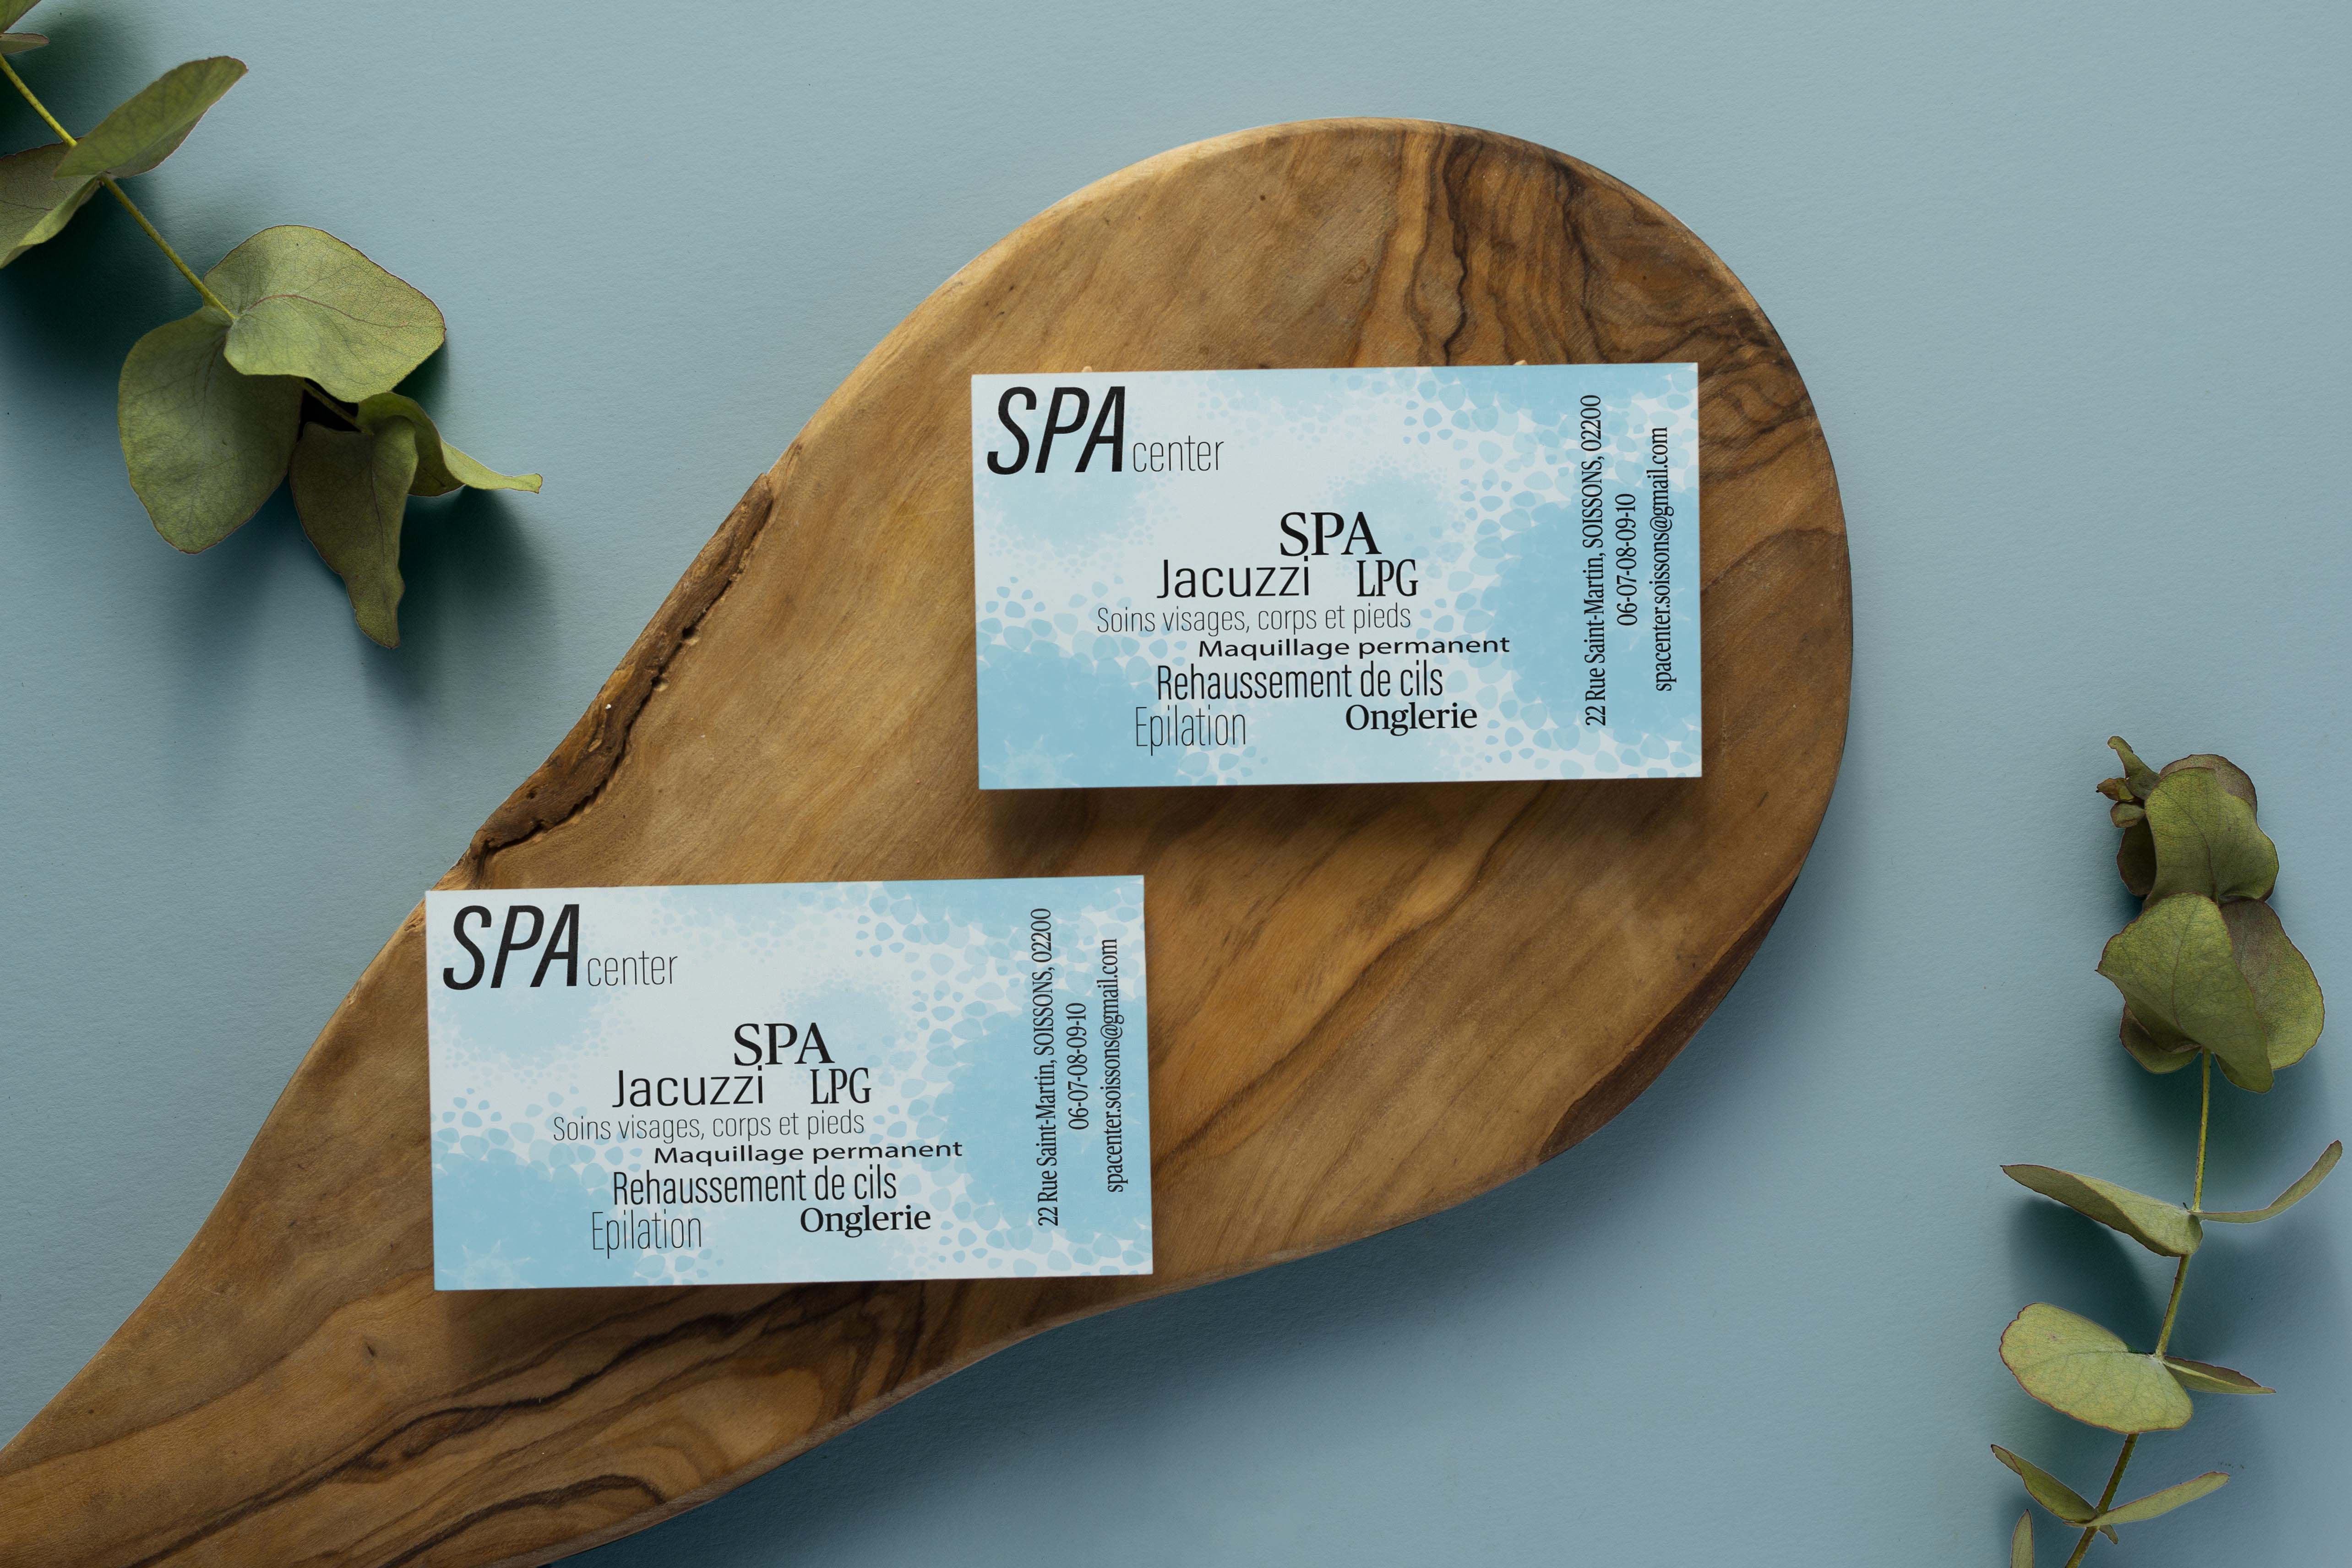 SPA center
SPA
Jacuzzi LPG
Soins visages, corps et pieds
Maquillage permanent
Rehaussement de cils
Epilation Onglerie
22 Rue Saint-Martin, SOISSONS, 02200
06-07-08-09-10
spacenter.soissons@gmail.com
SPA center
SPA
Jacuzzi LPG
Soins visages, corps et pieds
Maquillage permanent
Rehaussement de cils
Epilation Onglerie
22 Rue Saint-Martin, SOISSONS, 02200
06-07-08-09-10
spacenter.soissons@gmail.com